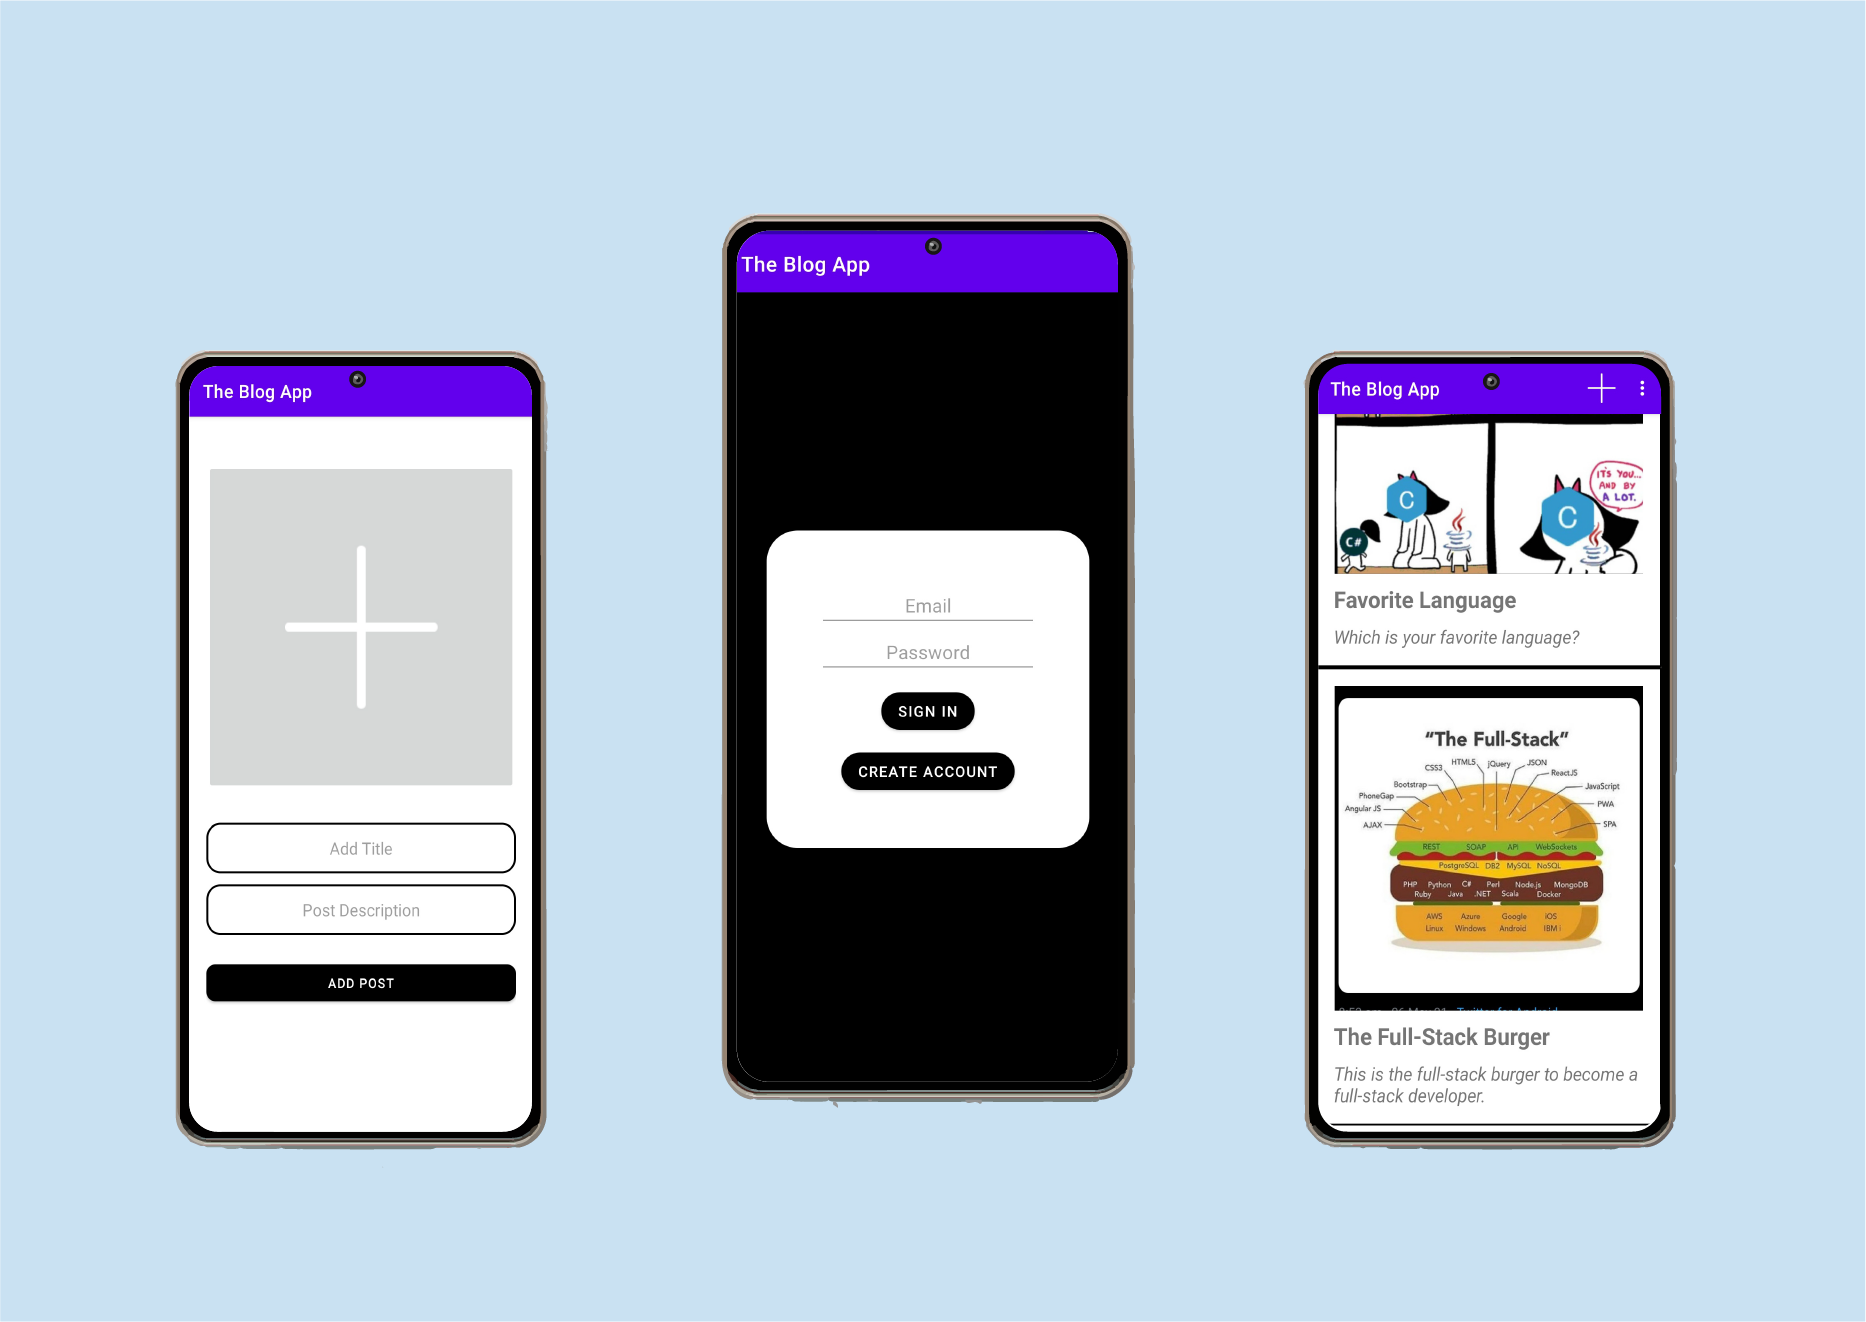 The Blog App
Add Title
Post Description
ADD POST
The Blog App
Email
Password
SIGN IN
CREATE ACCOUNT
The Blog App
C
C#
IT'S YOU...
AND BY
A LOT.
C
Favorite Language
Which is your favorite language?
“The Full-Stack”
CSS3 HTML5 jQuery JSON
ReactJS
Bootstrap JavaScript
PhoneGap
PWA
Angular JS
AJAX SPA
REST SOAP API WebSockets
PostgreSQL DB2 MySQL NoSQL
PHP Python C# Perl Node.js MongoDB
Ruby Java .NET Scala Docker
AWS Azure Google iOS
Linux Windows Android IBM i
Twitter for Android
The Full-Stack Burger
This is the full-stack burger to become a
full-stack developer.